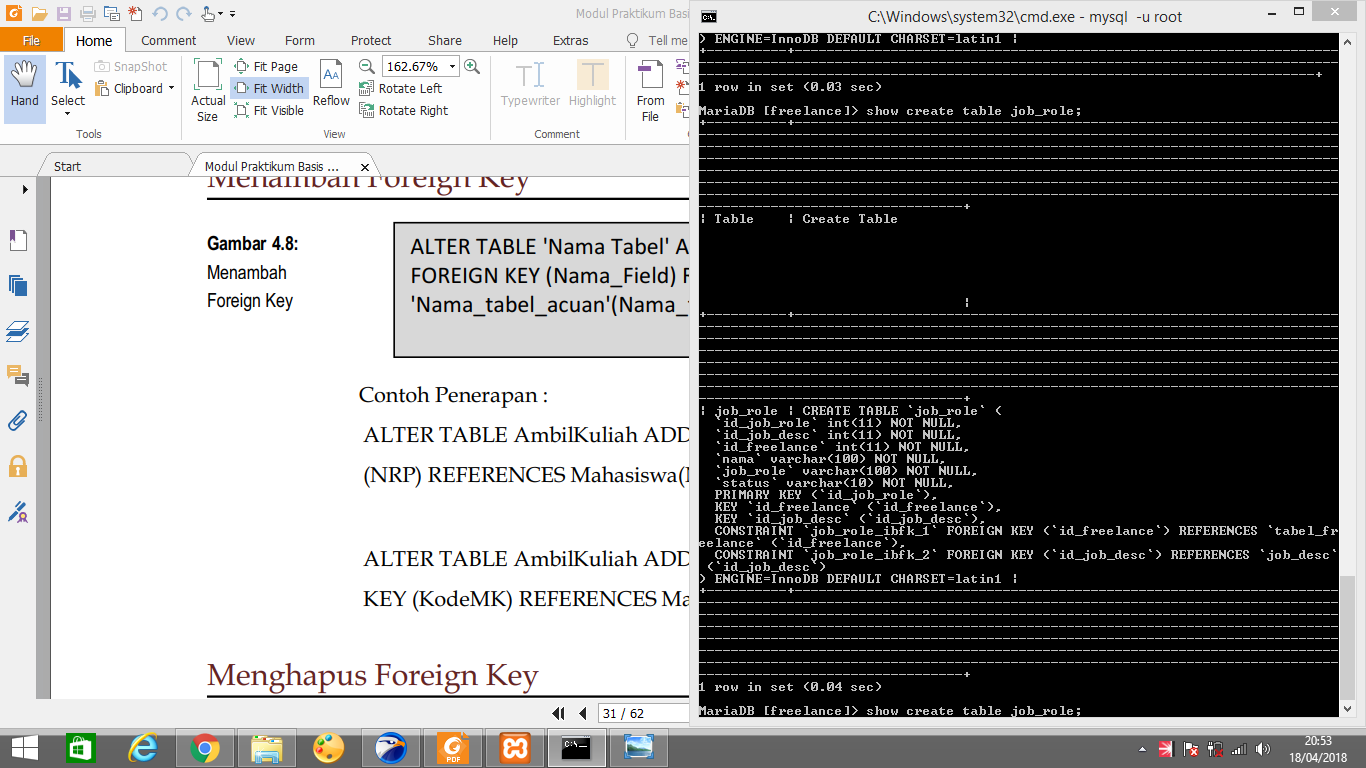 Modul Praktikum Basi
File
Home
Comment
View
Form
Protect
Share
Help
Extras
Tell me
Hand
Select
SnapShot
Clipboard
Tools
Actual
Size
Fit Page
Fit Width
Fit Visible
Reflow
162.67%
Rotate Left
Rotate Right
View
Typewriter
Highlight
Comment
From
File
Start
Modul Praktikum Basis ...
Menambah Foreign Key
Gambar 4.8:
Menambah
Foreign Key
ALTER TABLE 'Nama Tabel' A
FOREIGN KEY (Nama_Field) R
'Nama_tabel_acuan'(Nama_
Contoh Penerapan :
ALTER TABLE AmbilKuliah ADD
(NRP) REFERENCES Mahasiswa(
ALTER TABLE AmbilKuliah ADD
KEY (KodeMK) REFERENCES Ma
Menghapus Foreign Key
31 / 62
C:\Windows\system32\cmd.exe - mysql -u root
) ENGINE=InnoDB DEFAULT CHARSET=latin1 |
1 row in set (0.03 sec)
MariaDB [freelance]> show create table job_role;
| Table | Create Table
|
| job_role | CREATE TABLE `job_role` (
`id_job_role` int(11) NOT NULL,
`id_job_desc` int(11) NOT NULL,
`id_freelance` int(11) NOT NULL,
`nama` varchar(100) NOT NULL,
`job_role` varchar(100) NOT NULL,
`status` varchar(10) NOT NULL,
PRIMARY KEY (`id_job_role`),
KEY `id_freelance` (`id_freelance`),
KEY `id_job_desc` (`id_job_desc`),
CONSTRAINT `job_role_ibfk_1` FOREIGN KEY (`id_freelance`) REFERENCES `tabel_fr
eelance` (`id_freelance`),
CONSTRAINT `job_role_ibfk_2` FOREIGN KEY (`id_job_desc`) REFERENCES `job_desc`
(`id_job_desc`)
) ENGINE=InnoDB DEFAULT CHARSET=latin1 |
1 row in set (0.04 sec)
MariaDB [freelance]> show create table job_role;
PDF
20:53
18/04/2018